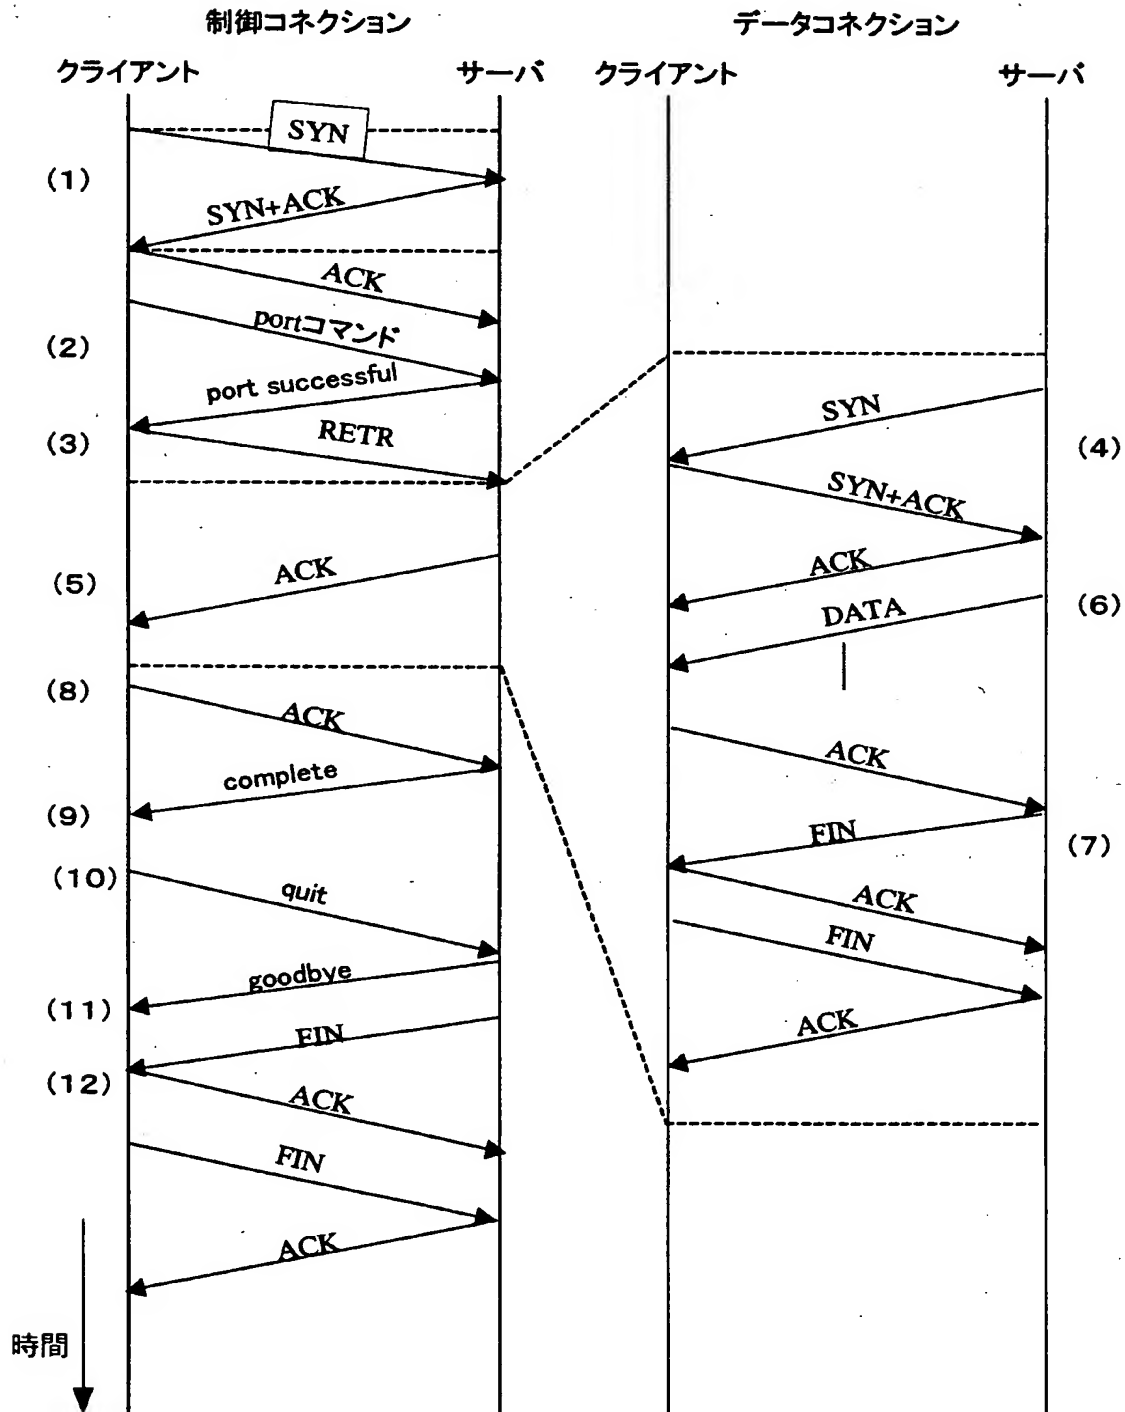 制御コネクション
データコネクション
クライアント
サーバ
クライアント
サーバ
SYN
(1)
SYN+ACK
ACK
portコマンド
(2)
port successful
(3)
RETR
SYN
(4)
SYN+ACK
ACK
(5)
ACK
DATA
(6)
(8)
ACK
complete
(9)
ACK
FIN
(7)
(10)
quit
ACK
FIN
goodbye
(11)
FIN
ACK
(12)
ACK
FIN
ACK
時間